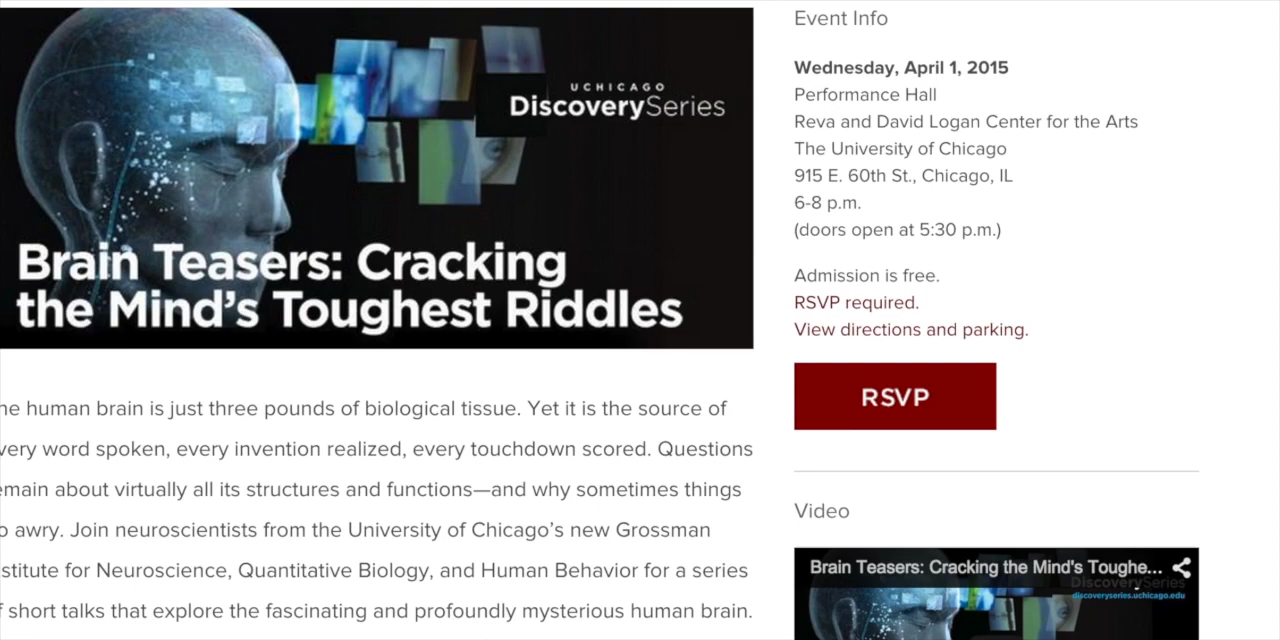 UCHICAGO
DiscoverySeries
Brain Teasers: Cracking
the Mind's Toughest Riddles
he human brain is just three pounds of biological tissue. Yet it is the source of
very word spoken, every invention realized, every touchdown scored. Questions
emain about virtually all its structures and functions—and why sometimes things
o awry. Join neuroscientists from the University of Chicago's new Grossman
stitute for Neuroscience, Quantitative Biology, and Human Behavior for a series
f short talks that explore the fascinating and profoundly mysterious human brain.
Event Info
Wednesday, April 1, 2015
Performance Hall
Reva and David Logan Center for the Arts
The University of Chicago
915 E. 60th St., Chicago, IL
6-8 p.m.
(doors open at 5:30 p.m.)
Admission is free.
RSVP required.
View directions and parking.
RSVP
Video
Brain Teasers: Cracking the Mind's Toughe...
DiscoverySeries
discoveryseries.uchicago.edu